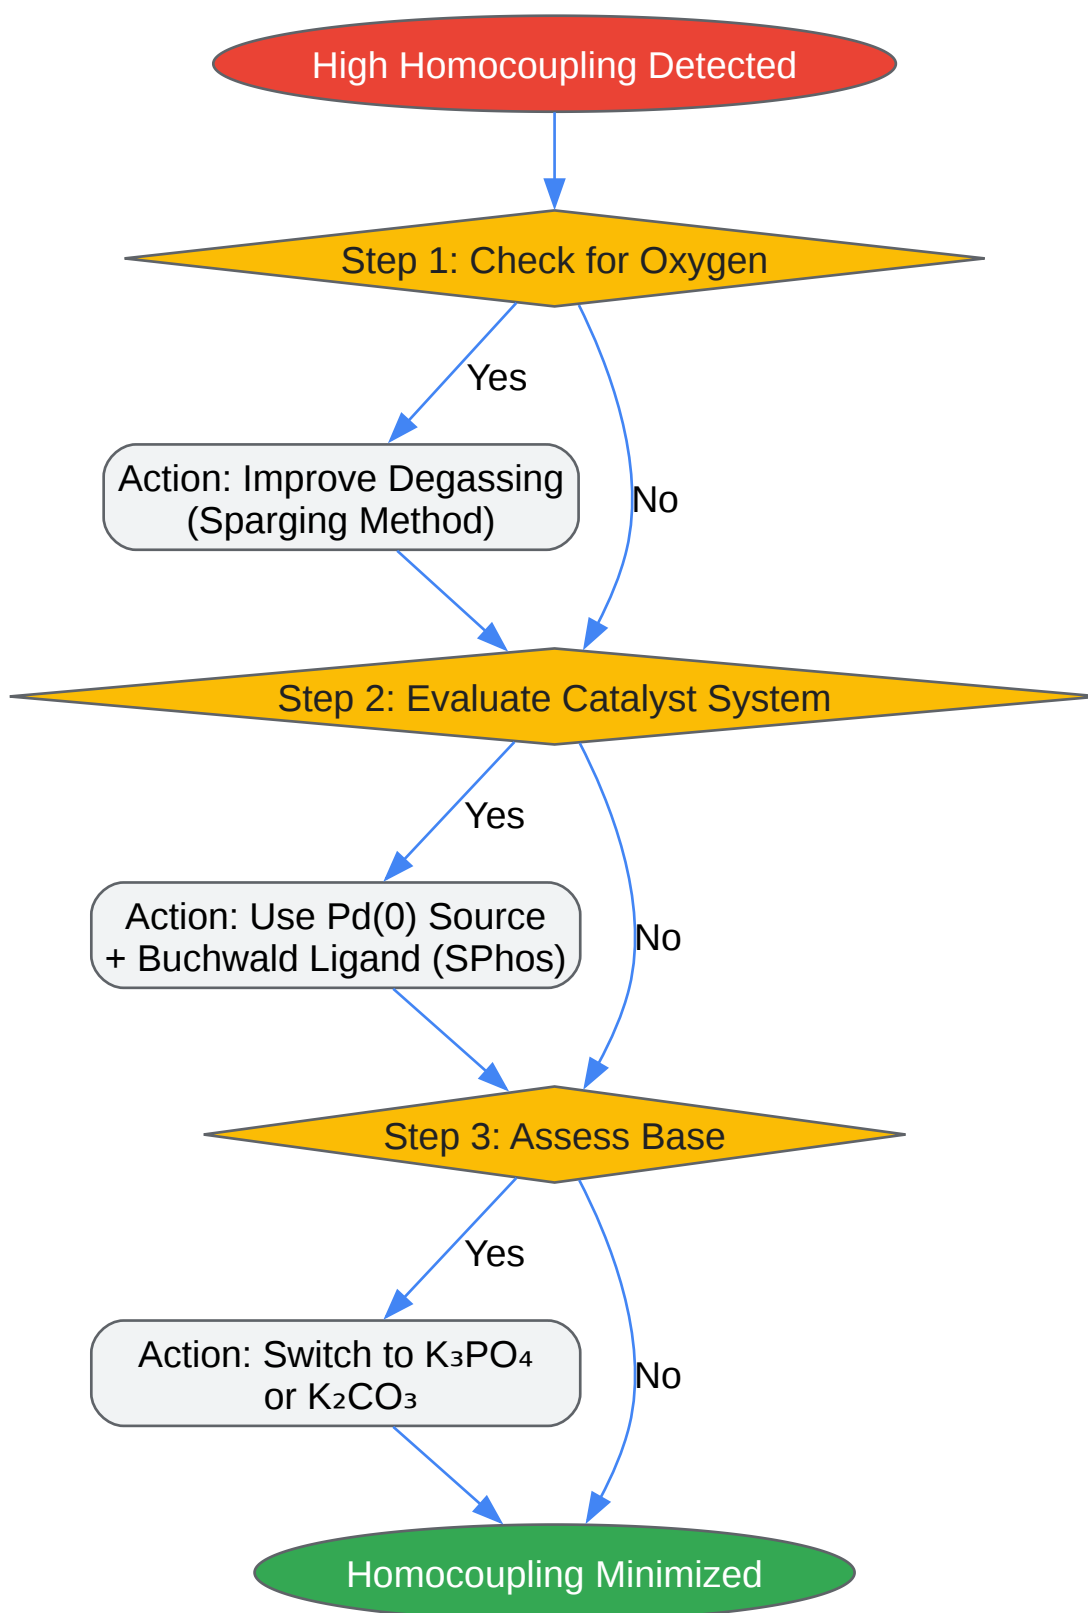 High Homocoupling Detected
Step 1: Check for Oxygen
Yes
Action: Improve Degassing
(Sparging Method)
No
Step 2: Evaluate Catalyst System
Yes
Action: Use Pd(0) Source
+ Buchwald Ligand (SPhos)
No
Step 3: Assess Base
Yes
Action: Switch to K₃PO₄
or K₂CO₃
No
Homocoupling Minimized